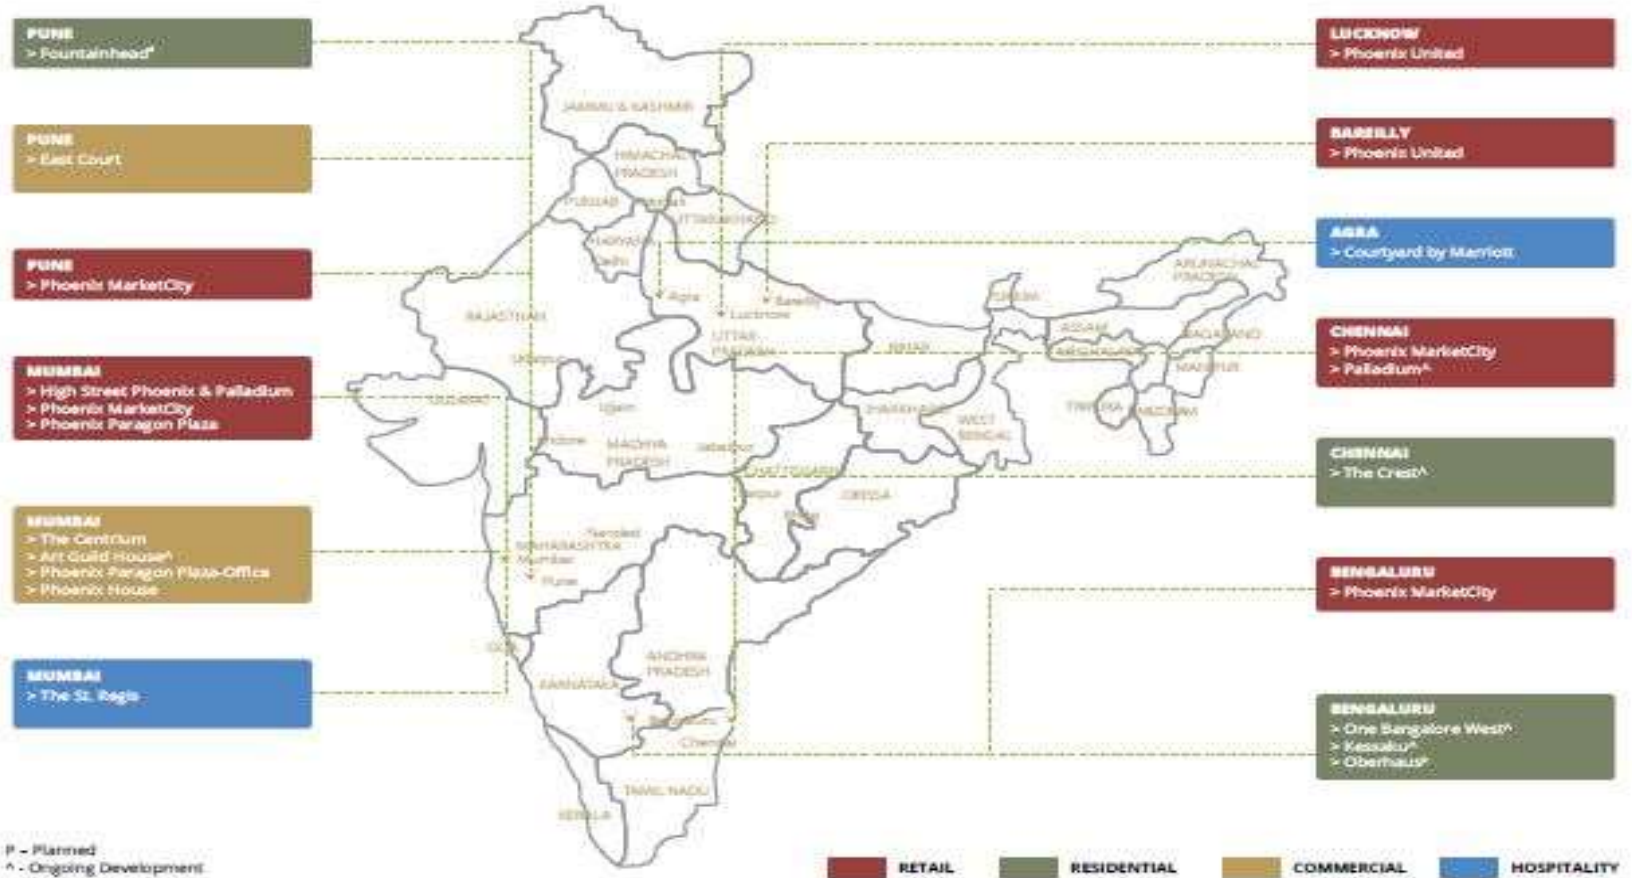 PUNE
> Fountainhead
PUNE
> East Court
PUNE
> Phoenix MarketCity
MUMBAI
> High Street Phoenix & Palladium
> Phoenix MarketCity
> Phoenix Paragon Plaza
MUMBAI
> The Centrium
> Art Guild House^
> Phoenix Paragon Plaza-Office
> Phoenix House
MUMBAI
> The St. Regis
JAMMU & KASHMIR
HIMACHAL
PRADESH
PUNJAB
UTTARAKHAND
HARYANA
Delhi
RAJASTHAN
Agra
Bareilly
Lucknow
UTTAR
PRADESH
Udaipur
GUJARAT
Ujjain
Indore
MADHYA
PRADESH
Jabalpur
CHATTISGARH
Raipur
BIHAR
JHARKHAND
WEST
BENGAL
SIKKIM
ASSAM
ARUNACHAL
PRADESH
NAGALAND
MEGHALAYA
MANIPUR
TRIPURA
MIZORAM
ORISSA
Nanded
MAHARASHTRA
Mumbai
Pune
GOA
KARNATAKA
ANDHRA
PRADESH
Bengaluru
Chennai
TAMIL NADU
KERALA
LUCKNOW
> Phoenix United
BAREILLY
> Phoenix United
AGRA
> Courtyard by Marriott
CHENNAI
> Phoenix MarketCity
> Palladium^
CHENNAI
> The Crest^
BENGALURU
> Phoenix MarketCity
BENGALURU
> One Bangalore West^
> Kessaku^
> Oberhaus
P - Planned
^ - Ongoing Development
RETAIL
RESIDENTIAL
COMMERCIAL
HOSPITALITY